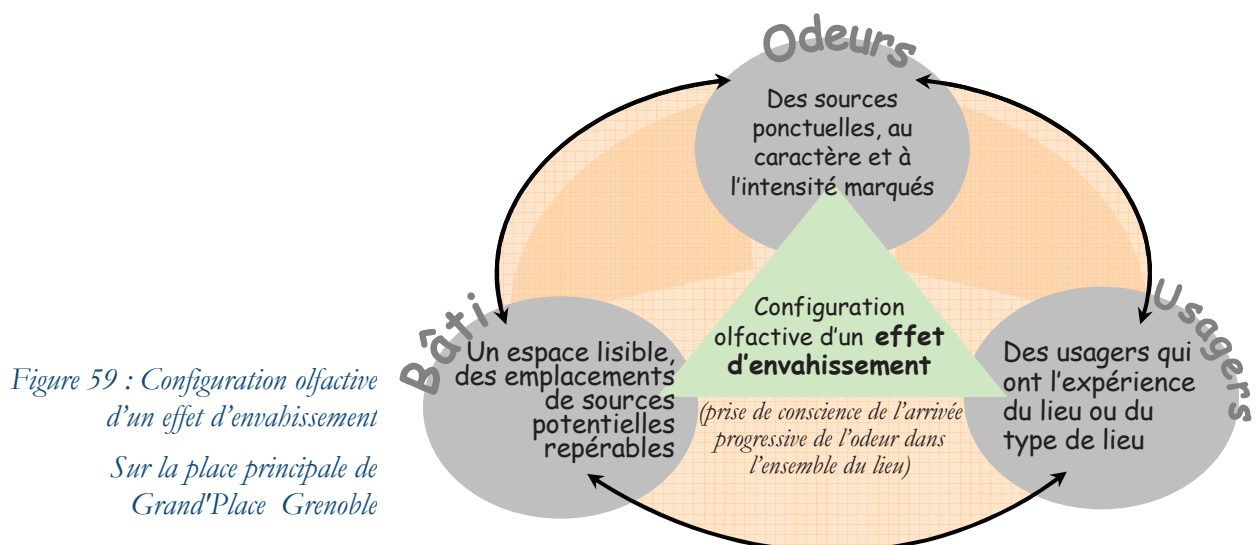 Odeurs
Des sources
ponctuelles, au
caractère et à
l'intensité marqués
Bâti
Un espace lisible,
des emplacements
de sources
potentielles
repérables
Configuration
olfactive d'un effet
d'envahissement
(prise de conscience de l'arrivée
progressive de l'odeur dans
l'ensemble du lieu)
Usagers
Des usagers qui
ont l'expérience
du lieu ou du
type de lieu
Figure 59 : Configuration olfactive
d'un effet d'envahissement
Sur la place principale de
Grand'Place Grenoble